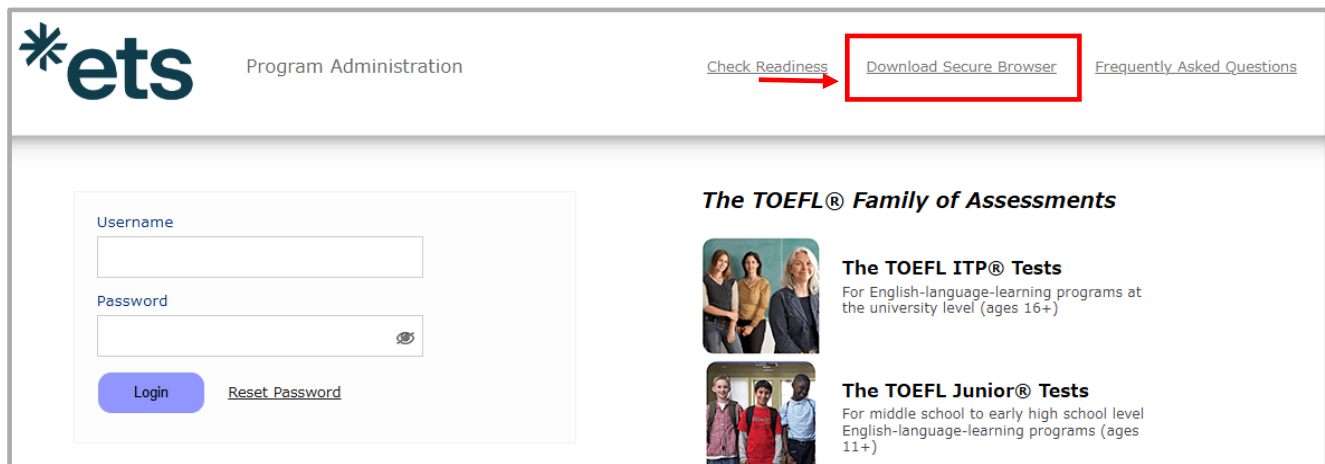 *ets
Program Administration
Check Readiness
Download Secure Browser
Frequently Asked Questions
Username
Password
Login
Reset Password
The TOEFL® Family of Assessments
The TOEFL ITP® Tests
For English-language-learning programs at
the university level (ages 16+)
The TOEFL Junior® Tests
For middle school to early high school level
English-language-learning programs (ages
11+)